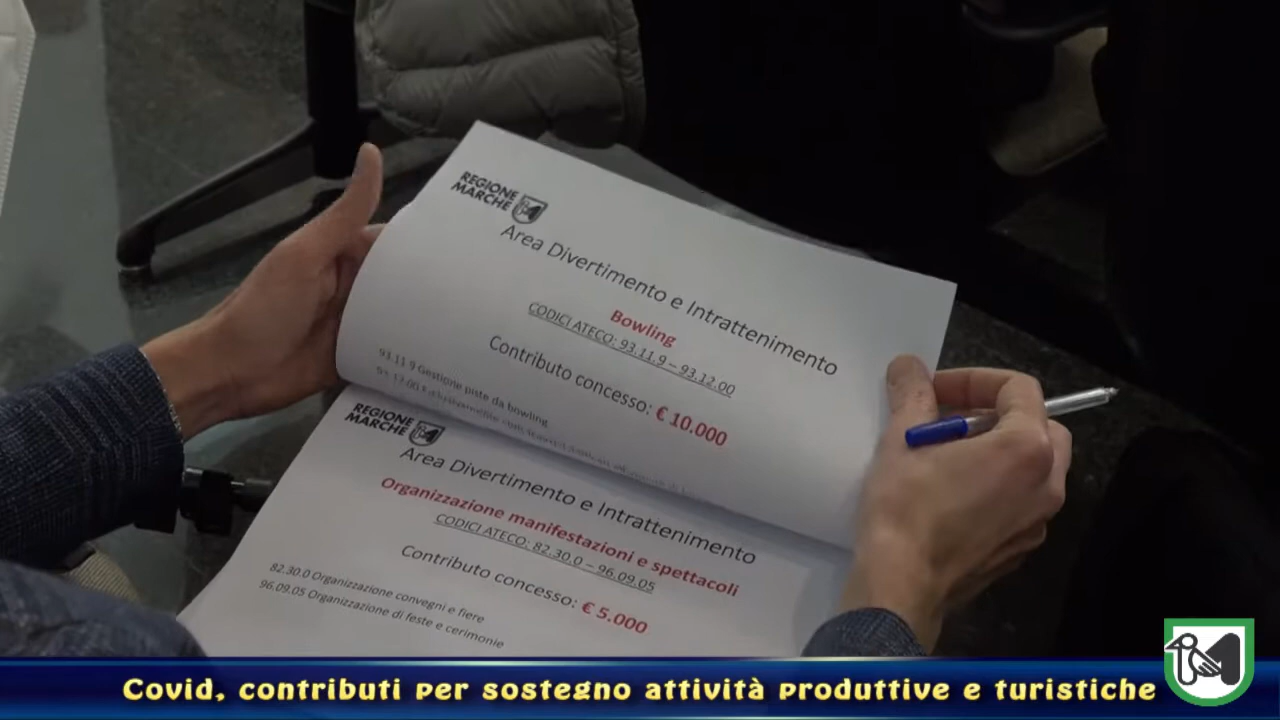 REGIONE
MARCHE
Area Divertimento e Intrattenimento
Bowling
CODICI ATECO: 93.11.9 – 93.12.00
Contributo concesso: € 10.000
93.11 9 Gestione piste da bowling
REGIONE
MARCHE
Area Divertimento e Intrattenimento
Organizzazione manifestazioni e spettacoli
CODICI ATECO: 82.30.0 – 96.09.05
Contributo concesso: € 5.000
82.30.0 Organizzazione convegni e fiere
96.09.05 Organizzazione di feste e cerimonie
Covid, contributi per sostegno attività produttive e turistiche